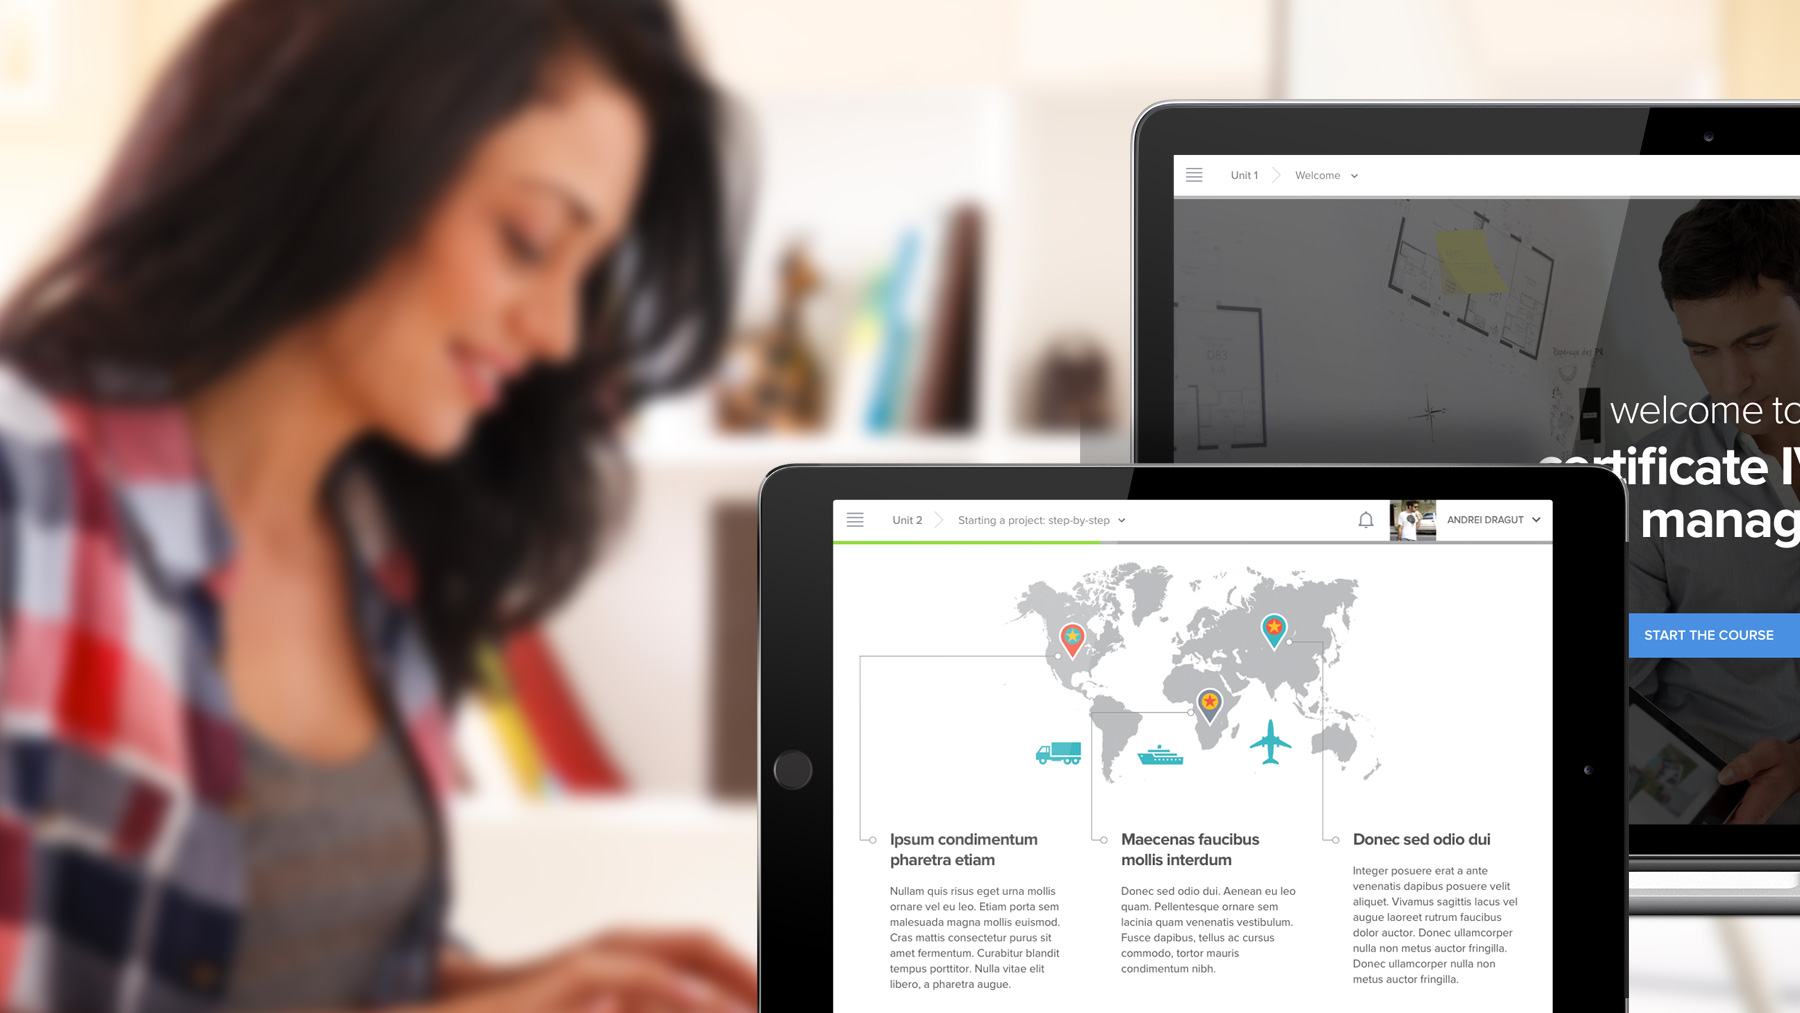 Unit 1
Welcome
D83
welcome to
certificate IV
manag
START THE COURSE
Unit 2
Starting a project: step-by-step
ANDREI DRAGUT
Ipsum condimentum
pharetra etiam
Nullam quis risus eget urna mollis
ornare vel eu leo. Etiam porta sem
malesuada magna mollis euismod.
Cras mattis consectetur purus sit
amet fermentum. Curabitur blandit
tempus porttitor. Nulla vitae elit
libero, a pharetra augue.
Maecenas faucibus
mollis interdum
Donec sed odio dui. Aenean eu leo
quam. Pellentesque ornare sem
lacinia quam venenatis vestibulum.
Fusce dapibus, tellus ac cursus
commodo, tortor mauris
condimentum nibh.
Donec sed odio dui
Integer posuere erat a ante
venenatis dapibus posuere velit
aliquet. Vivamus sagittis lacus vel
augue laoreet rutrum faucibus
dolor auctor. Donec ullamcorper
nulla non metus auctor fringilla.
Donec ullamcorper nulla non
metus auctor fringilla.